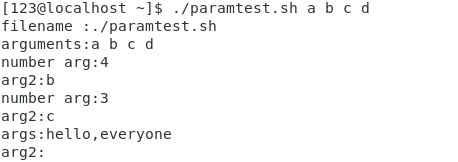 [123@localhost ~]$ ./paramtest.sh a b c d
filename :./paramtest.sh
arguments:a b c d
number arg:4
arg2:b
number arg:3
arg2:c
args:hello,everyone
arg2: